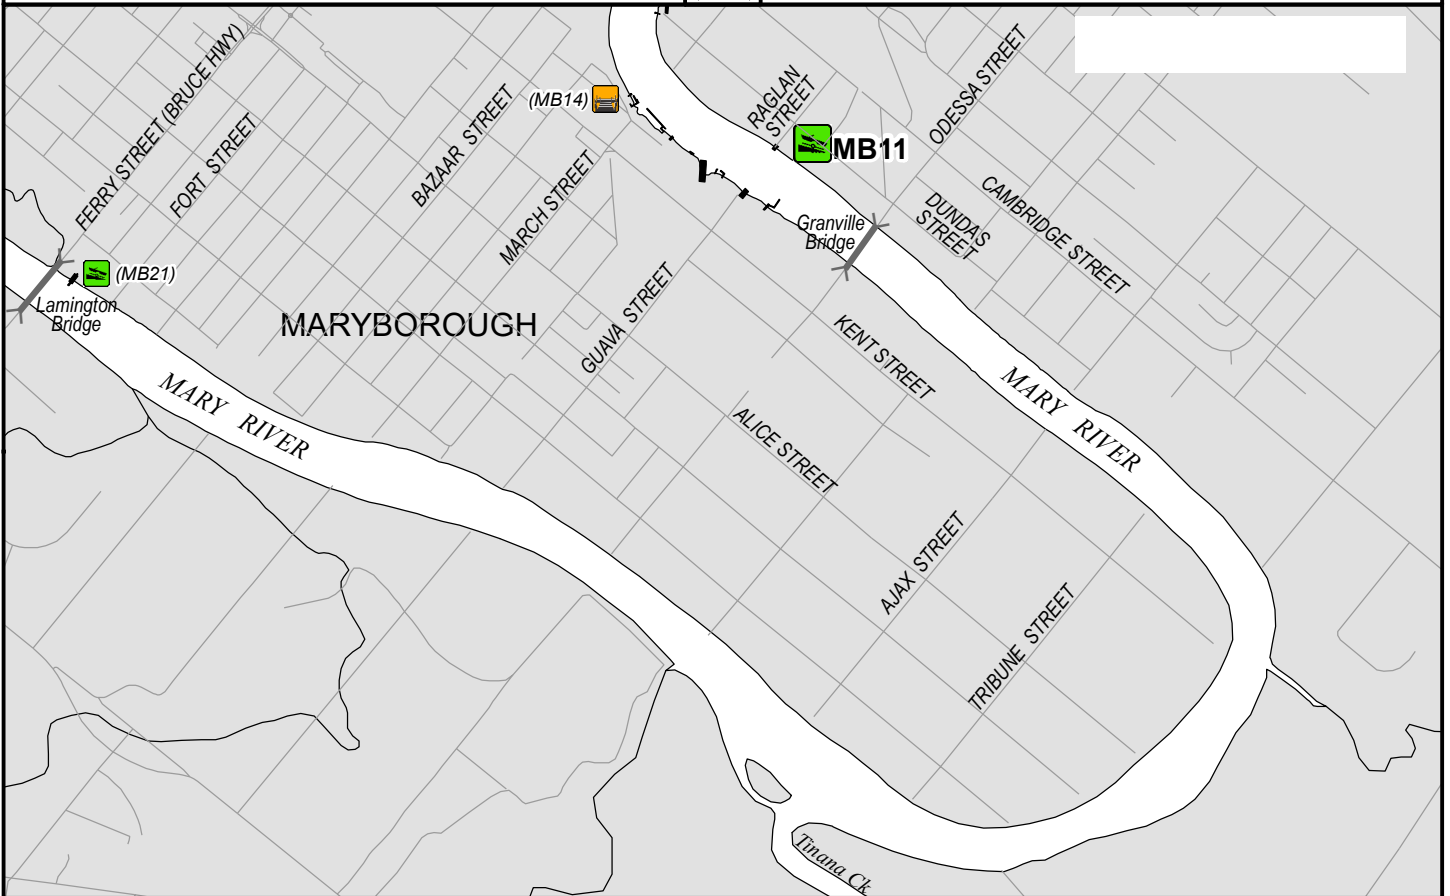 FERRY STREET (BRUCE HWY)
FORT STREET
BAZAAR STREET
(MB14)
MARCH STREET
RAGLAN
STREET
MB11
ODESSA STREET
CAMBRIDGE STREET
DUNDAS
STREET
Granville
Bridge
(MB21)
Lamington
Bridge
MARYBOROUGH
GUAVA STREET
KENT STREET
MARY RIVER
MARY RIVER
ALICE STREET
AJAX STREET
TRIBUNE STREET
Tinana Ck